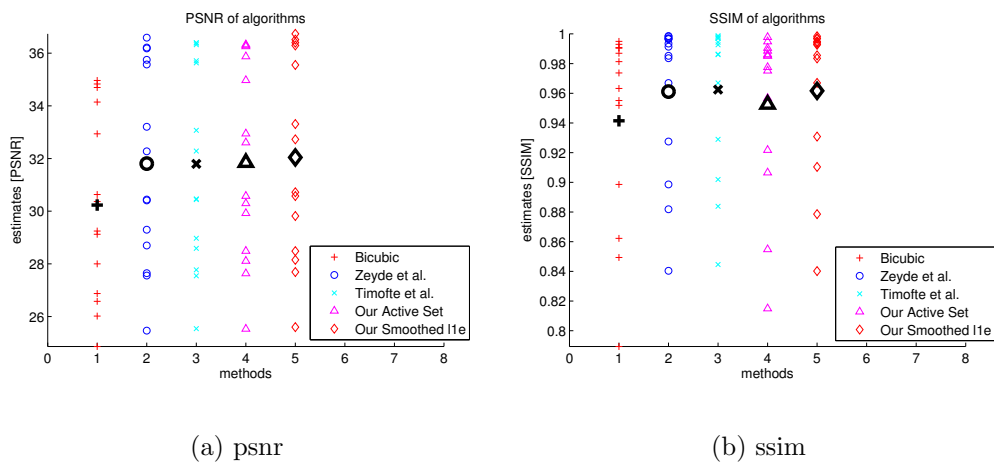 PSNR of algorithms
36
34
32
30
28
26
estimates [PSNR]
0 1 2 3 4 5 6 7 8
methods
Bicubic
Zeyde et al.
Timofte et al.
Our Active Set
Our Smoothed l1e
(a) psnr
SSIM of algorithms
1
0.98
0.96
0.94
0.92
0.9
0.88
0.86
0.84
0.82
0.8
estimates [SSIM]
0 1 2 3 4 5 6 7 8
methods
Bicubic
Zeyde et al.
Timofte et al.
Our Active Set
Our Smoothed l1e
(b) ssim